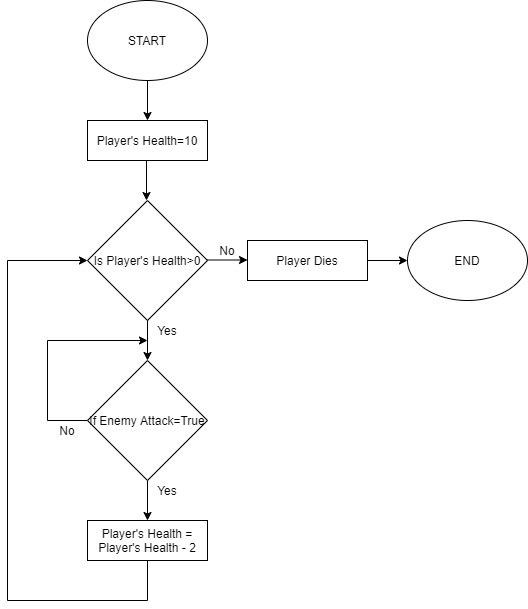 START
Player's Health=10
Is Player's Health>0
No
Player Dies
END
Yes
If Enemy Attack=True
No
Yes
Player's Health =
Player's Health - 2